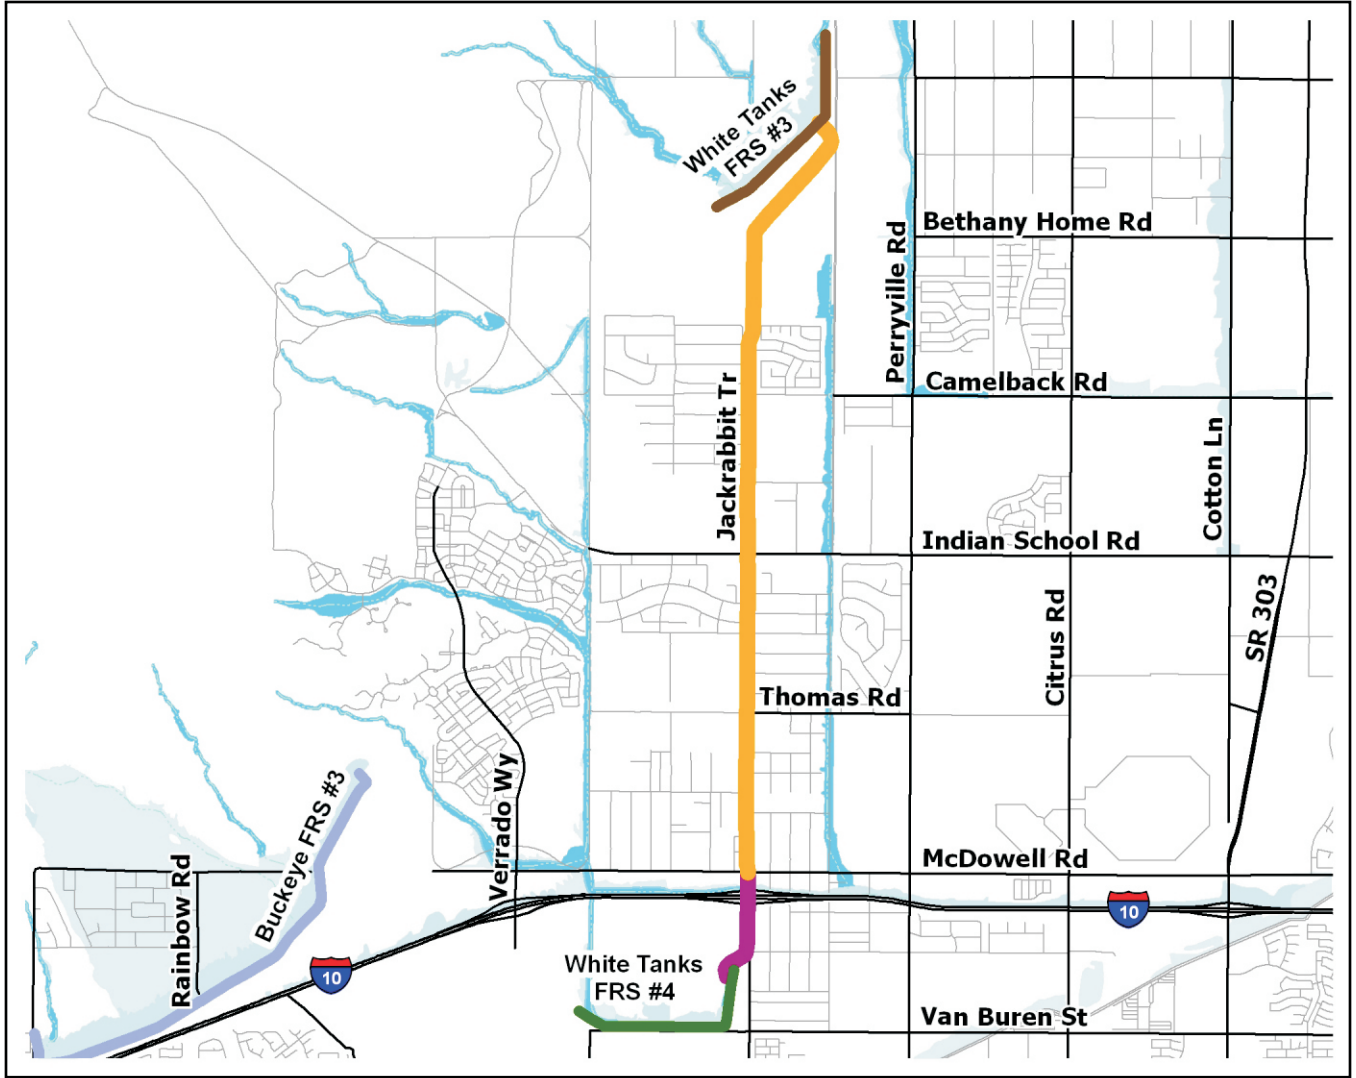 White Tanks
FRS #3
Bethany Home Rd
Perryville Rd
Camelback Rd
Jackrabbit Tr
Cotton Ln
Indian School Rd
SR 303
Citrus Rd
Thomas Rd
Verrado Wy
Buckeye FRS #3
McDowell Rd
Rainbow Rd
10
10
White Tanks
FRS #4
Van Buren St